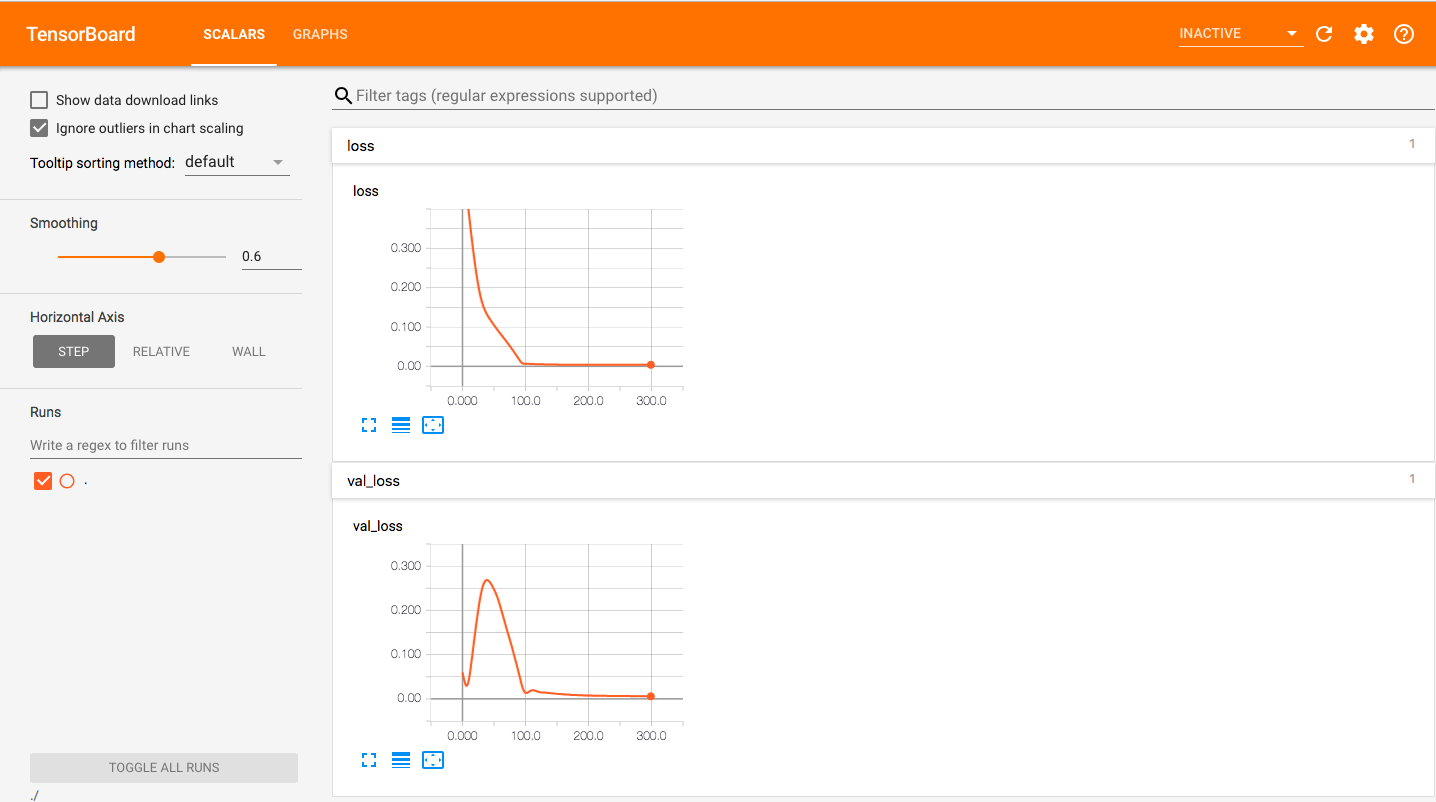 TensorBoard SCALARS GRAPHS INACTIVE
Show data download links
Ignore outliers in chart scaling
Tooltip sorting method: default
Smoothing
0.6
Horizontal Axis
STEP RELATIVE WALL
Runs
Write a regex to filter runs
.
TOGGLE ALL RUNS
./
Filter tags (regular expressions supported)
loss 1
loss
0.300
0.200
0.100
0.00
0.000 100.0 200.0 300.0
val_loss 1
val_loss
0.300
0.200
0.100
0.00
0.000 100.0 200.0 300.0